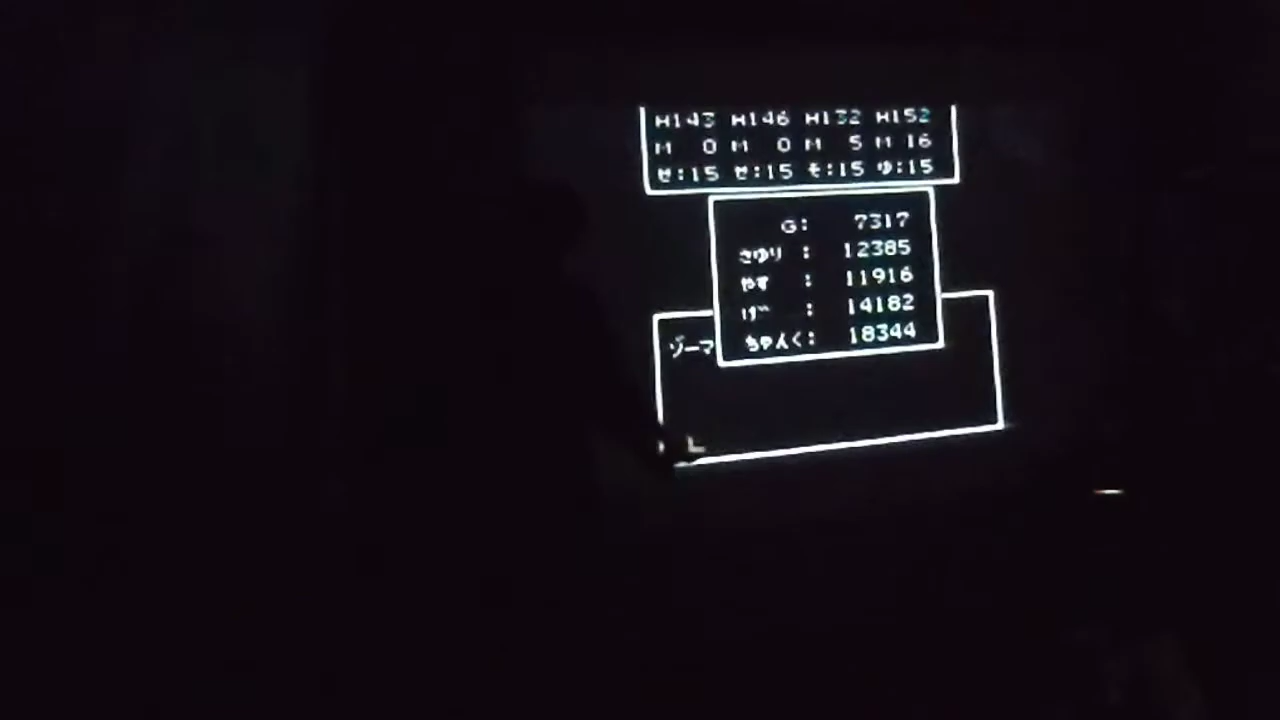 H143 H146 H132 H152
M 0 M 0 M 5 M 16
せ:15 せ:15 そ:15 ゆ:15
G: 7317
さゆり : 12385
やす : 11916
げ : 14182
ちゃんく: 18344
ゾーマ